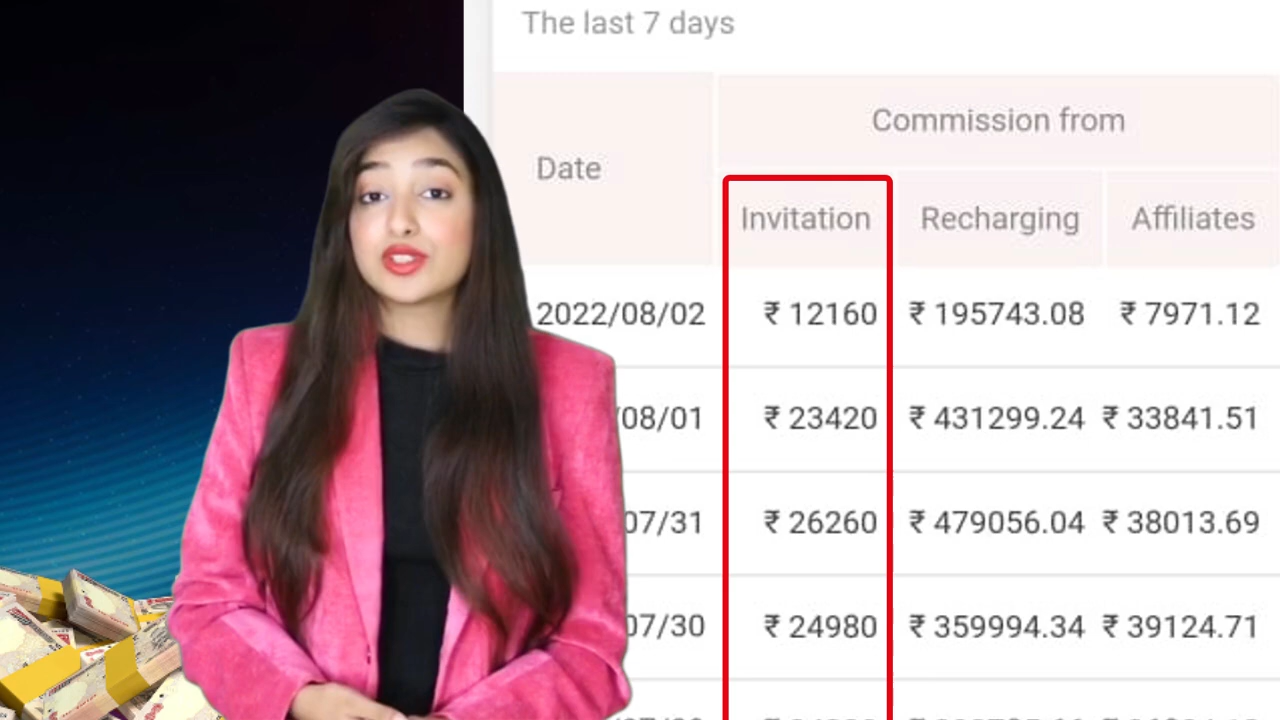 The last 7 days
Commission from
Date
Invitation Recharging Affiliates
2022/08/02 ₹ 12160 ₹ 195743.08 ₹ 7971.12
/08/01 ₹ 23420 ₹ 431299.24 ₹ 33841.51
07/31 ₹ 26260 ₹ 479056.04 ₹ 38013.69
07/30 ₹ 24980 ₹ 359994.34 ₹ 39124.71